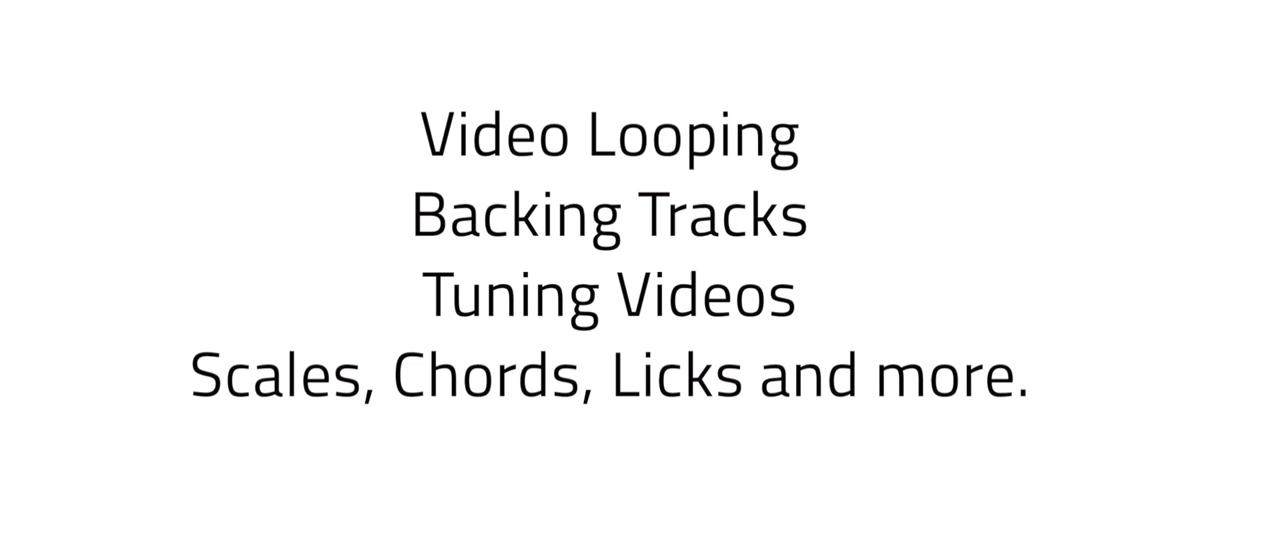 Video Looping
Backing Tracks
Tuning Videos
Scales, Chords, Licks and more.